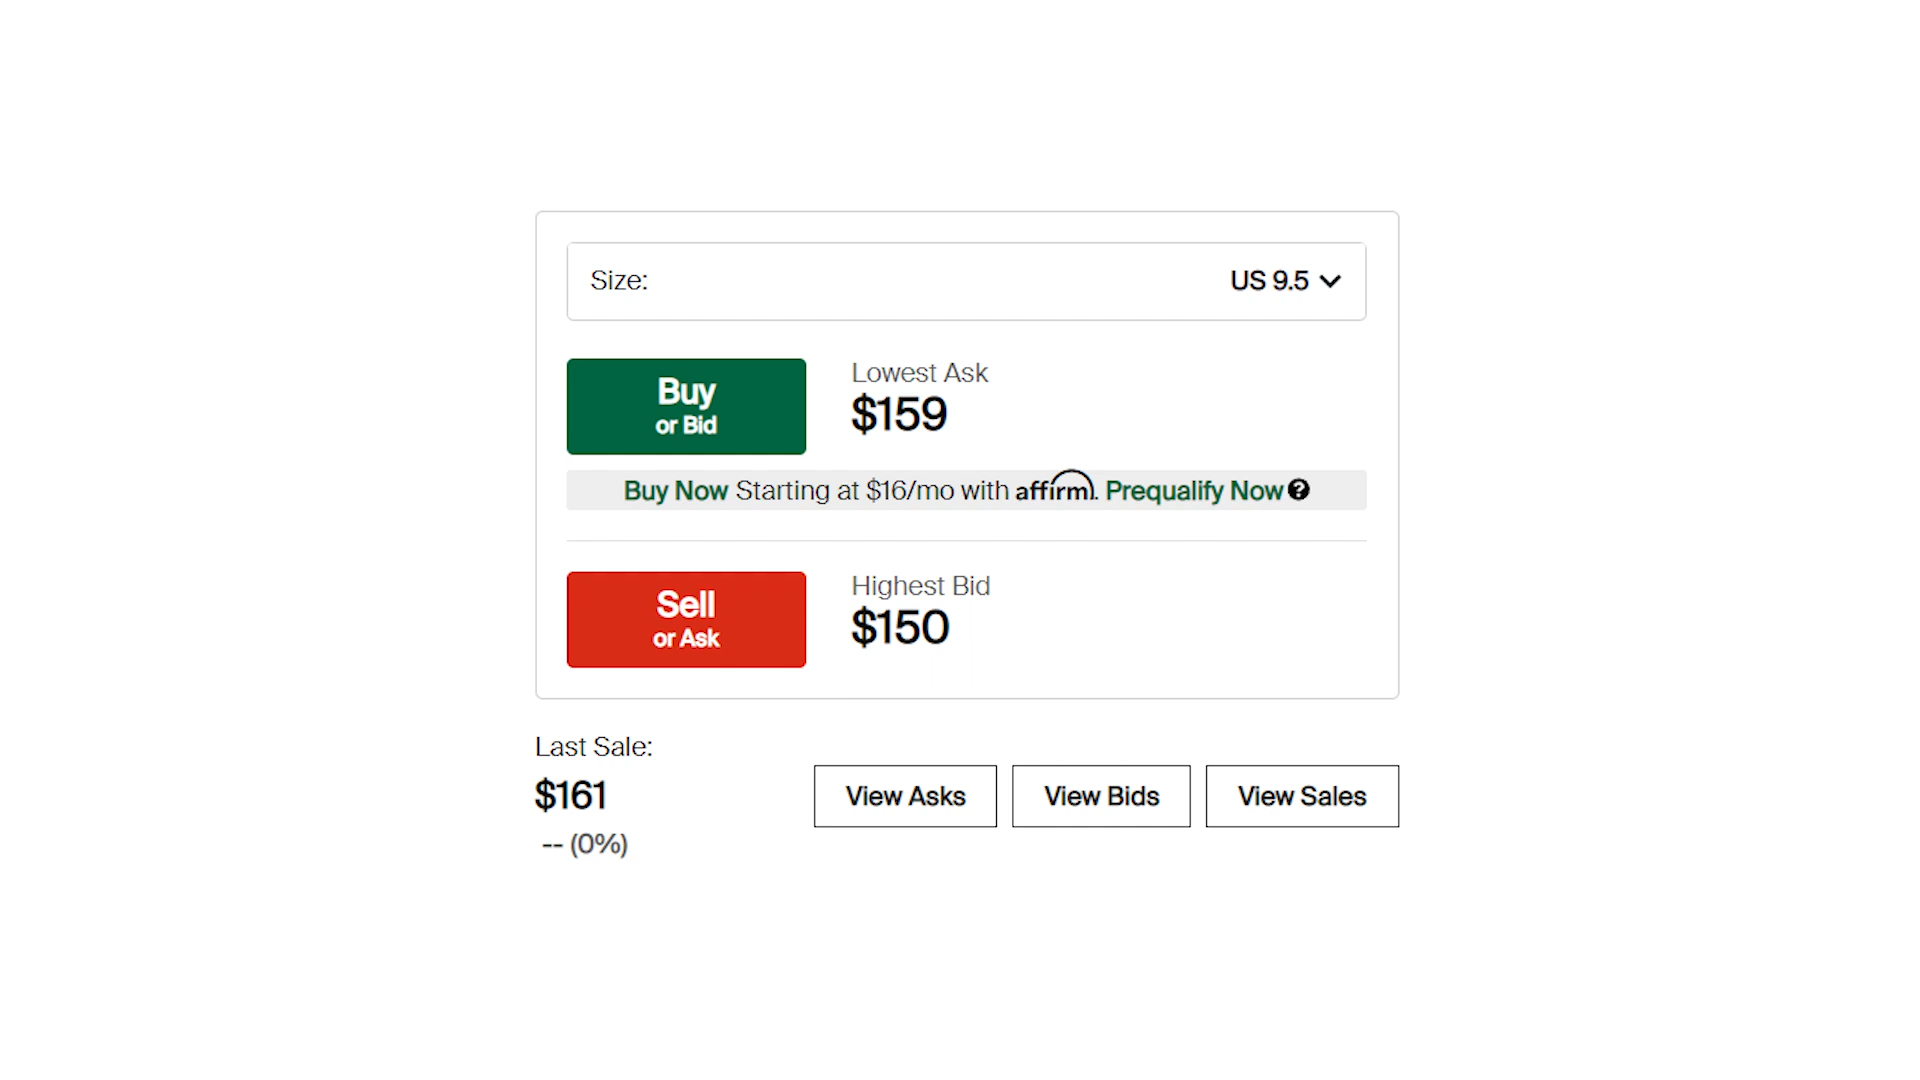 Size: US 9.5
Buy
or Bid
Lowest Ask
$159
Buy Now Starting at $16/mo with affirm. Prequalify Now ?
Sell
or Ask
Highest Bid
$150
Last Sale:
$161
-- (0%)
View Asks View Bids View Sales